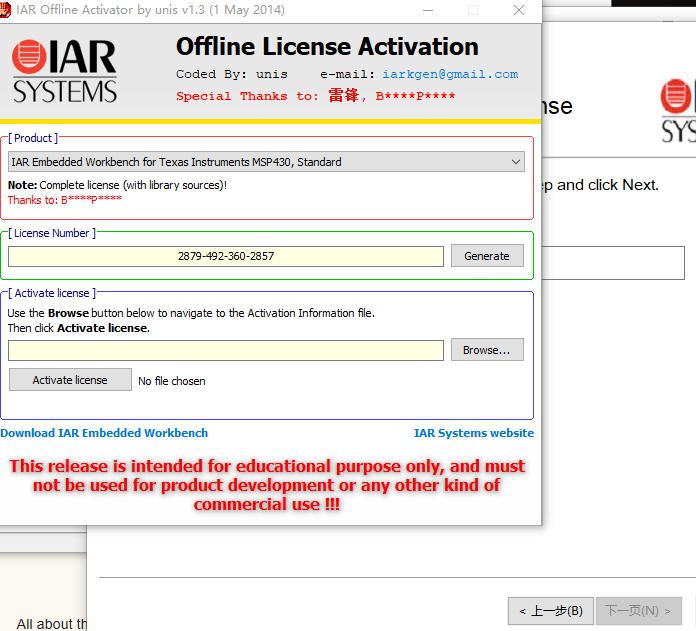 IAR Offline Activator by unis v1.3 (1 May 2014)
IAR
SYSTEMS
Offline License Activation
Coded By: unis e-mail: iarkgen@gmail.com
Special Thanks to: 雷锋, B****P****
[ Product ]
IAR Embedded Workbench for Texas Instruments MSP430, Standard
Note: Complete license (with library sources)!
Thanks to: B****P****
[ License Number ]
2879-492-360-2857
Generate
[ Activate license ]
Use the Browse button below to navigate to the Activation Information file.
Then click Activate license.
Browse...
Activate license No file chosen
Download IAR Embedded Workbench IAR Systems website
This release is intended for educational purpose only, and must
not be used for product development or any other kind of
commercial use !!!
nse
SYS
p and click Next.
< 上一步(B) 下一页(N) >
All about th